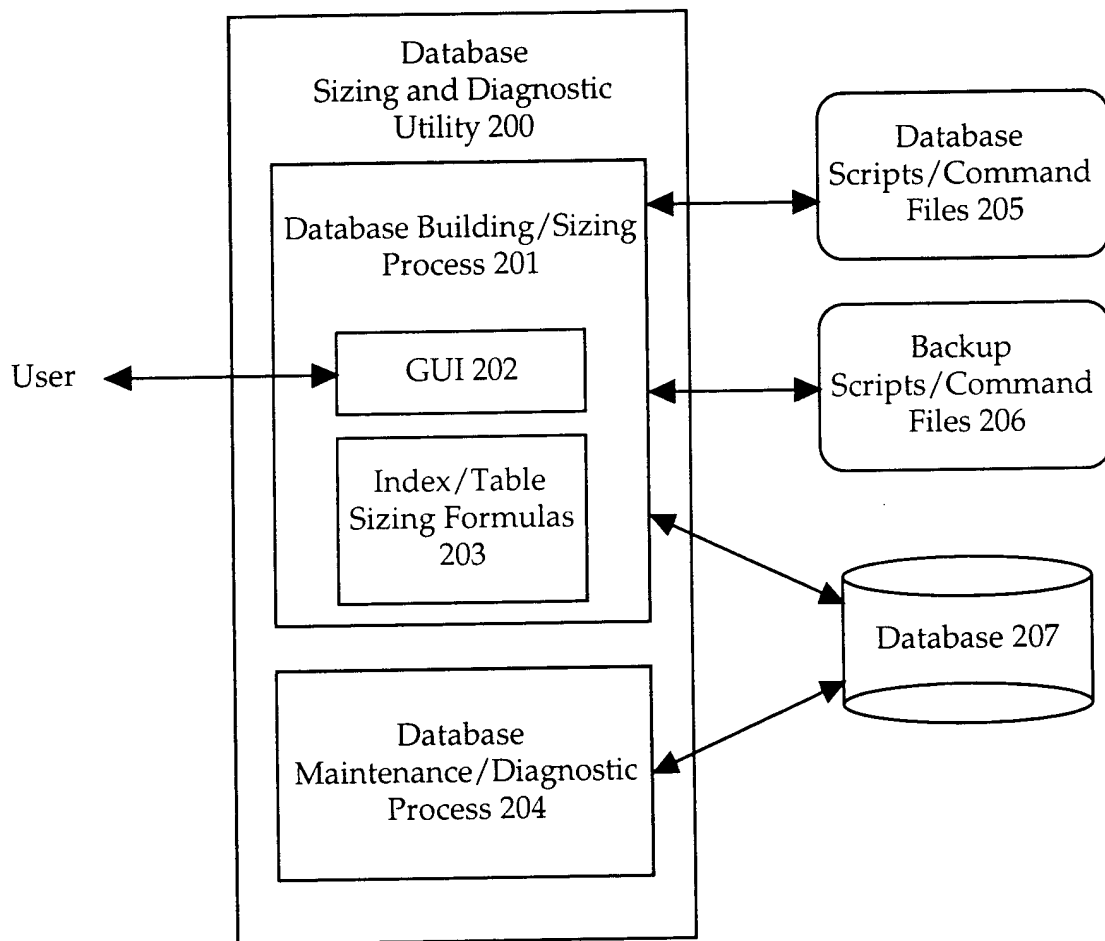 Database
Sizing and Diagnostic
Utility 200
Database Building/Sizing
Process 201
User
GUI 202
Index/Table
Sizing Formulas
203
Database
Maintenance/Diagnostic
Process 204
Database
Scripts/Command
Files 205
Backup
Scripts/Command
Files 206
Database 207